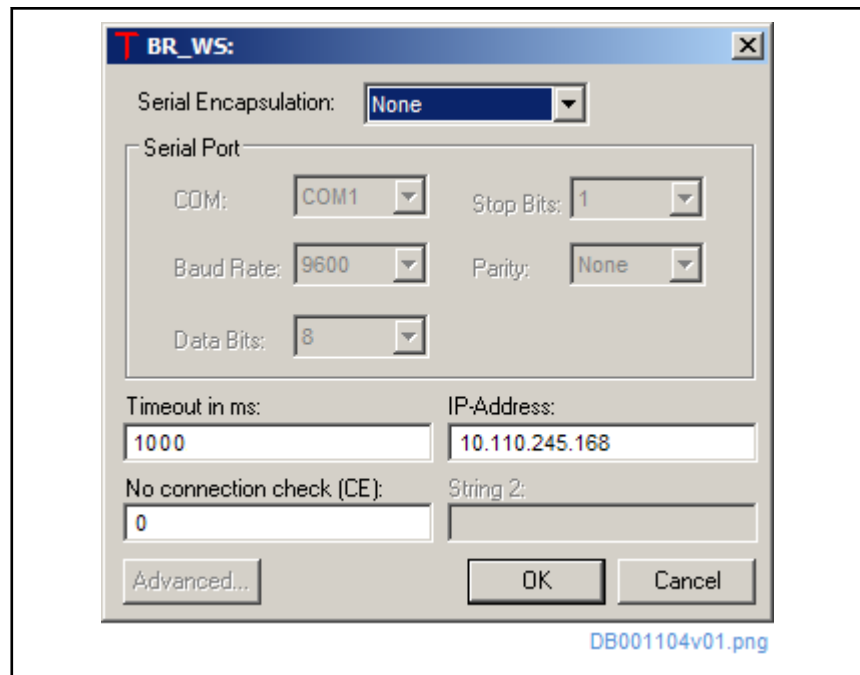 BR_WS:
Serial Encapsulation: None
Serial Port
COM: COM1 Stop Bits: 1
Baud Rate: 9600 Parity: None
Data Bits: 8
Timeout in ms: IP-Address:
1000 10.110.245.168
No connection check (CE): String 2:
0
Advanced... OK Cancel
DB001104v01.png